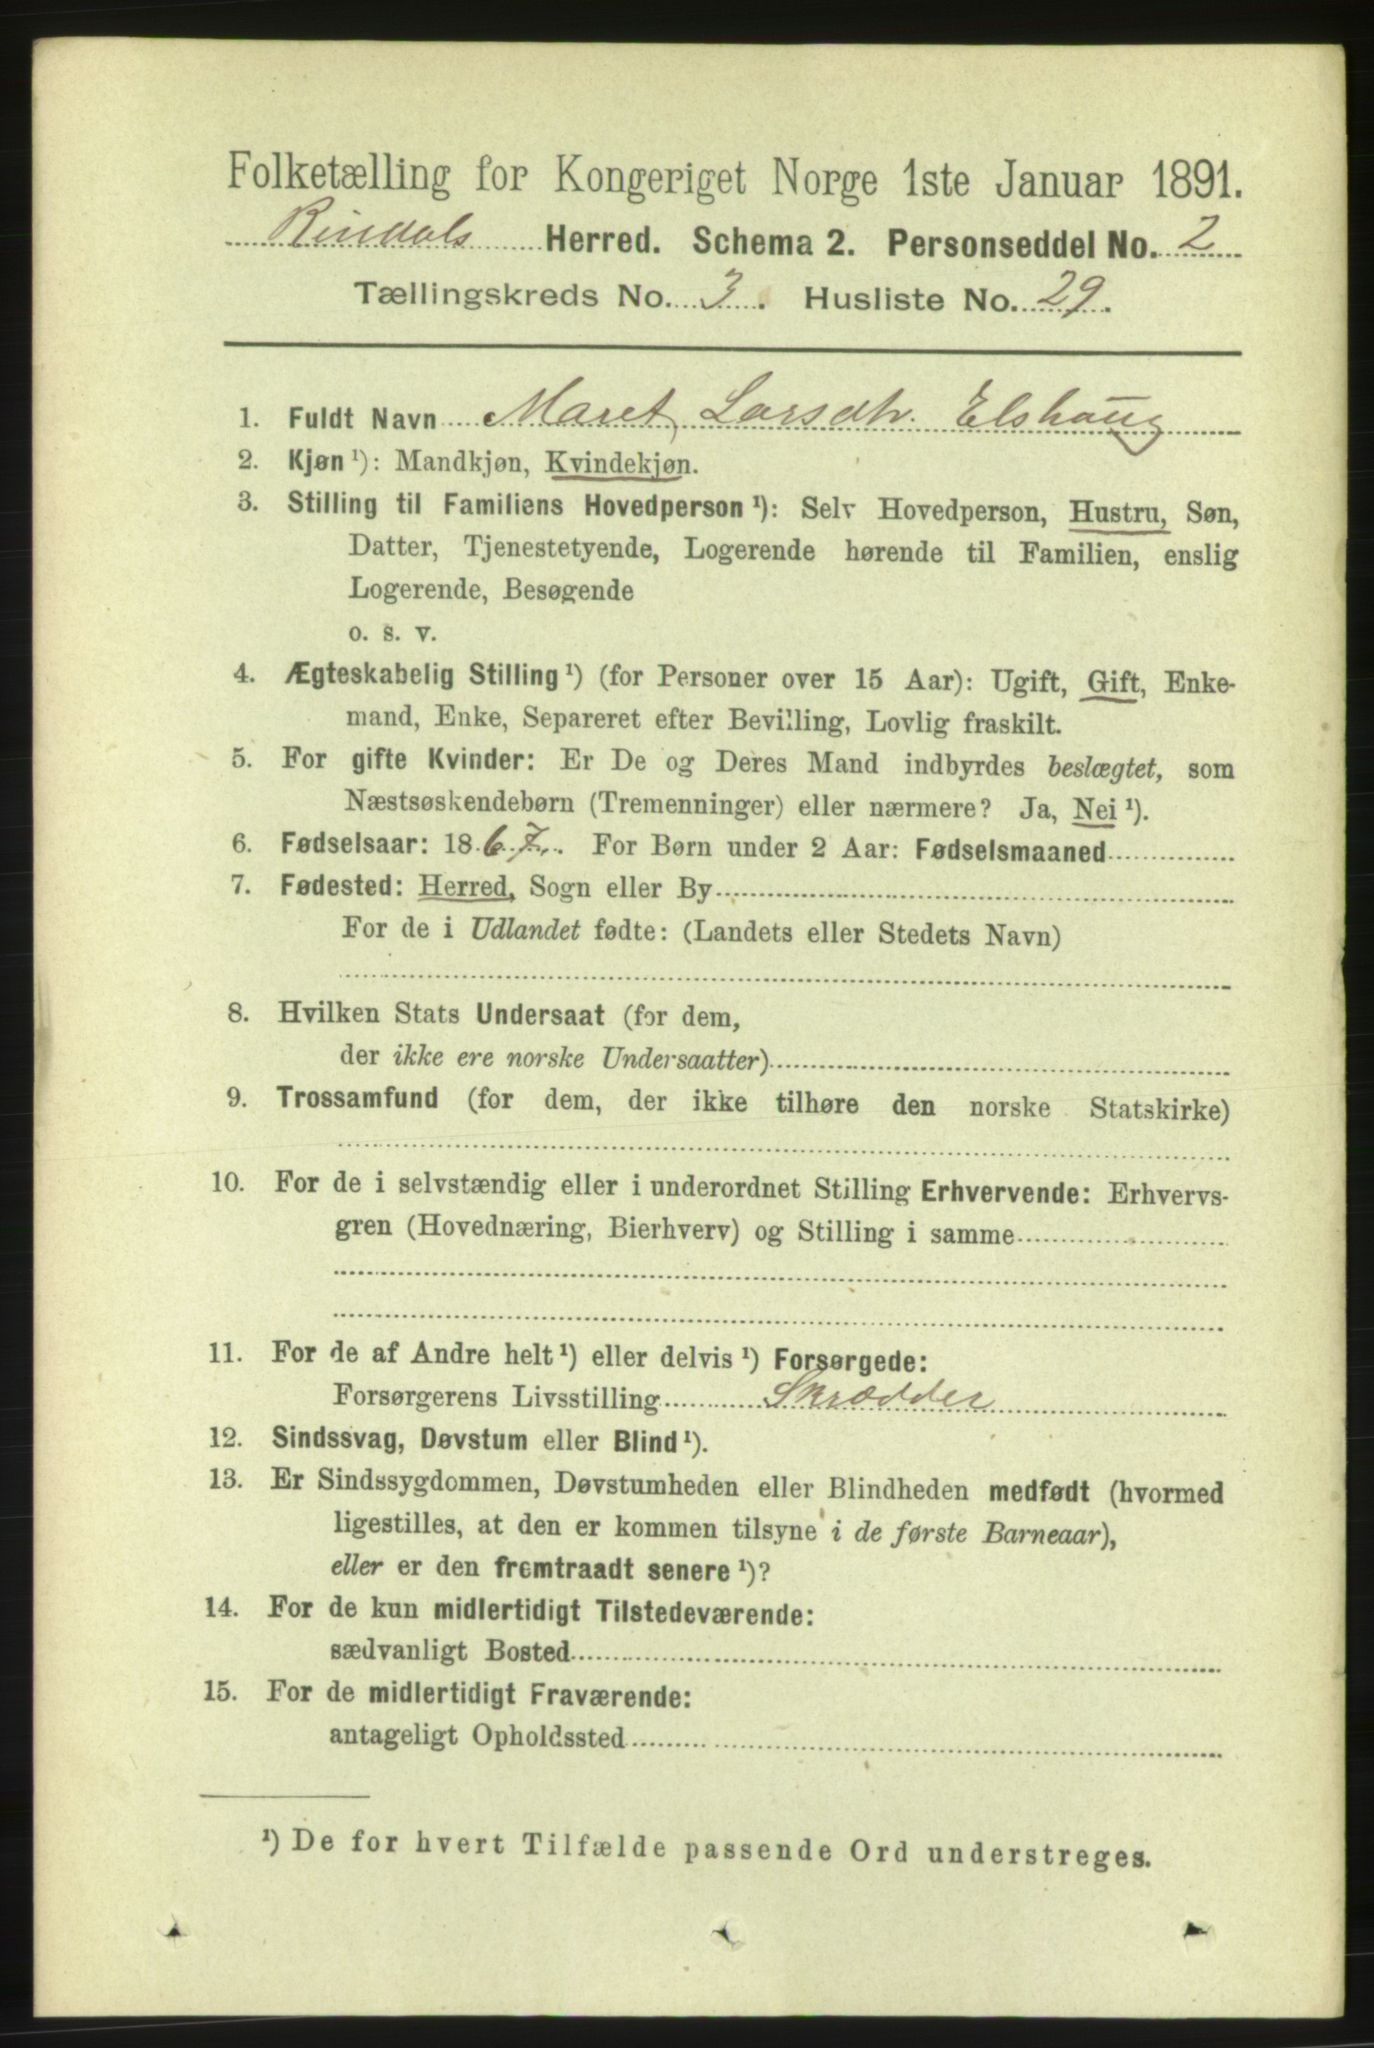 Folketælling for Kongeriget Norge 1ste Januar 1891.
Rindals Herred. Schema 2. Personseddel No. 2
Tællingskreds No. 3. Husliste No. 29.
1. Fuldt Navn Maret Larsdtr. Elshaug
2. Kjøn ¹): Mandkjøn, Kvindekjøn.
3. Stilling til Familiens Hovedperson ¹): Selv Hovedperson, Hustru, Søn,
Datter, Tjenestetyende, Logerende hørende til Familien, enslig
Logerende, Besøgende
o. s. v.
4. Ægteskabelig Stilling ¹) (for Personer over 15 Aar): Ugift, Gift, Enke-
mand, Enke, Separeret efter Bevilling, Lovlig fraskilt.
5. For gifte Kvinder: Er De og Deres Mand indbyrdes beslægtet, som
Næstsøskendebørn (Tremenninger) eller nærmere? Ja, Nei ¹).
6. Fødselsaar: 1867. For Børn under 2 Aar: Fødselsmaaned
7. Fødested: Herred, Sogn eller By
For de i Udlandet fødte: (Landets eller Stedets Navn)
8. Hvilken Stats Undersaat (for dem,
der ikke ere norske Undersaatter)
9. Trossamfund (for dem, der ikke tilhøre den norske Statskirke)
10. For de i selvstændig eller i underordnet Stilling Erhvervende: Erhvervs-
gren (Hovednæring, Bierhverv) og Stilling i samme
11. For de af Andre helt ¹) eller delvis ¹) Forsørgede:
Forsørgerens Livsstilling Skrædder
12. Sindssvag, Døvstum eller Blind ¹).
13. Er Sindssygdommen, Døvstumheden eller Blindheden medfødt (hvormed
ligestilles, at den er kommen tilsyne i de første Barneaar),
eller er den fremtraadt senere ¹)?
14. For de kun midlertidigt Tilstedeværende:
sædvanligt Bosted
15. For de midlertidigt Fraværende:
antageligt Opholdssted
¹) De for hvert Tilfælde passende Ord understreges.